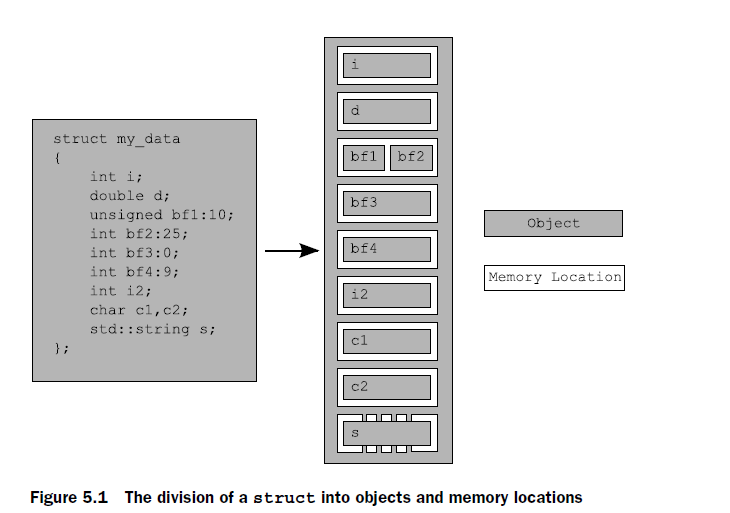 struct my_data
{
int i;
double d;
unsigned bf1:10;
int bf2:25;
int bf3:0;
int bf4:9;
int i2;
char c1,c2;
std::string s;
};
i
d
bf1 bf2
bf3
bf4
i2
c1
c2
s
Object
Memory Location
Figure 5.1 The division of a struct into objects and memory locations